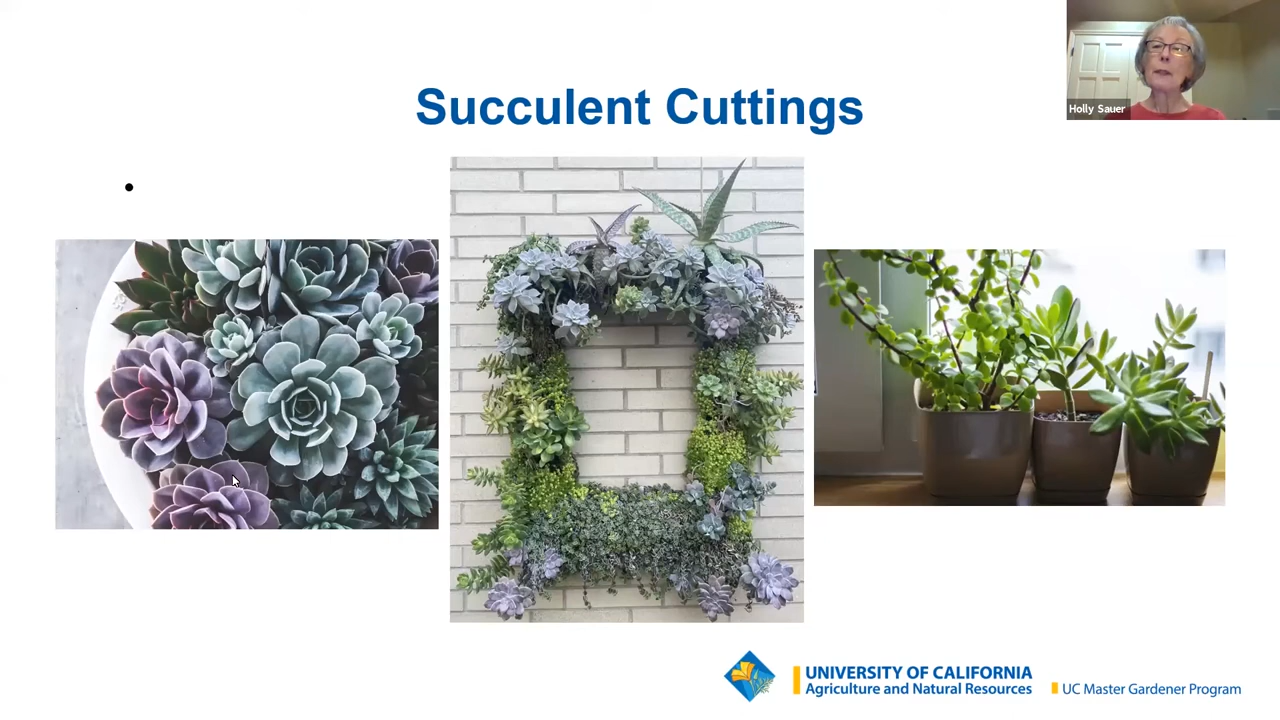 Succulent Cuttings
Holly Sauer
•
UNIVERSITY OF CALIFORNIA
Agriculture and Natural Resources
UC Master Gardener Program